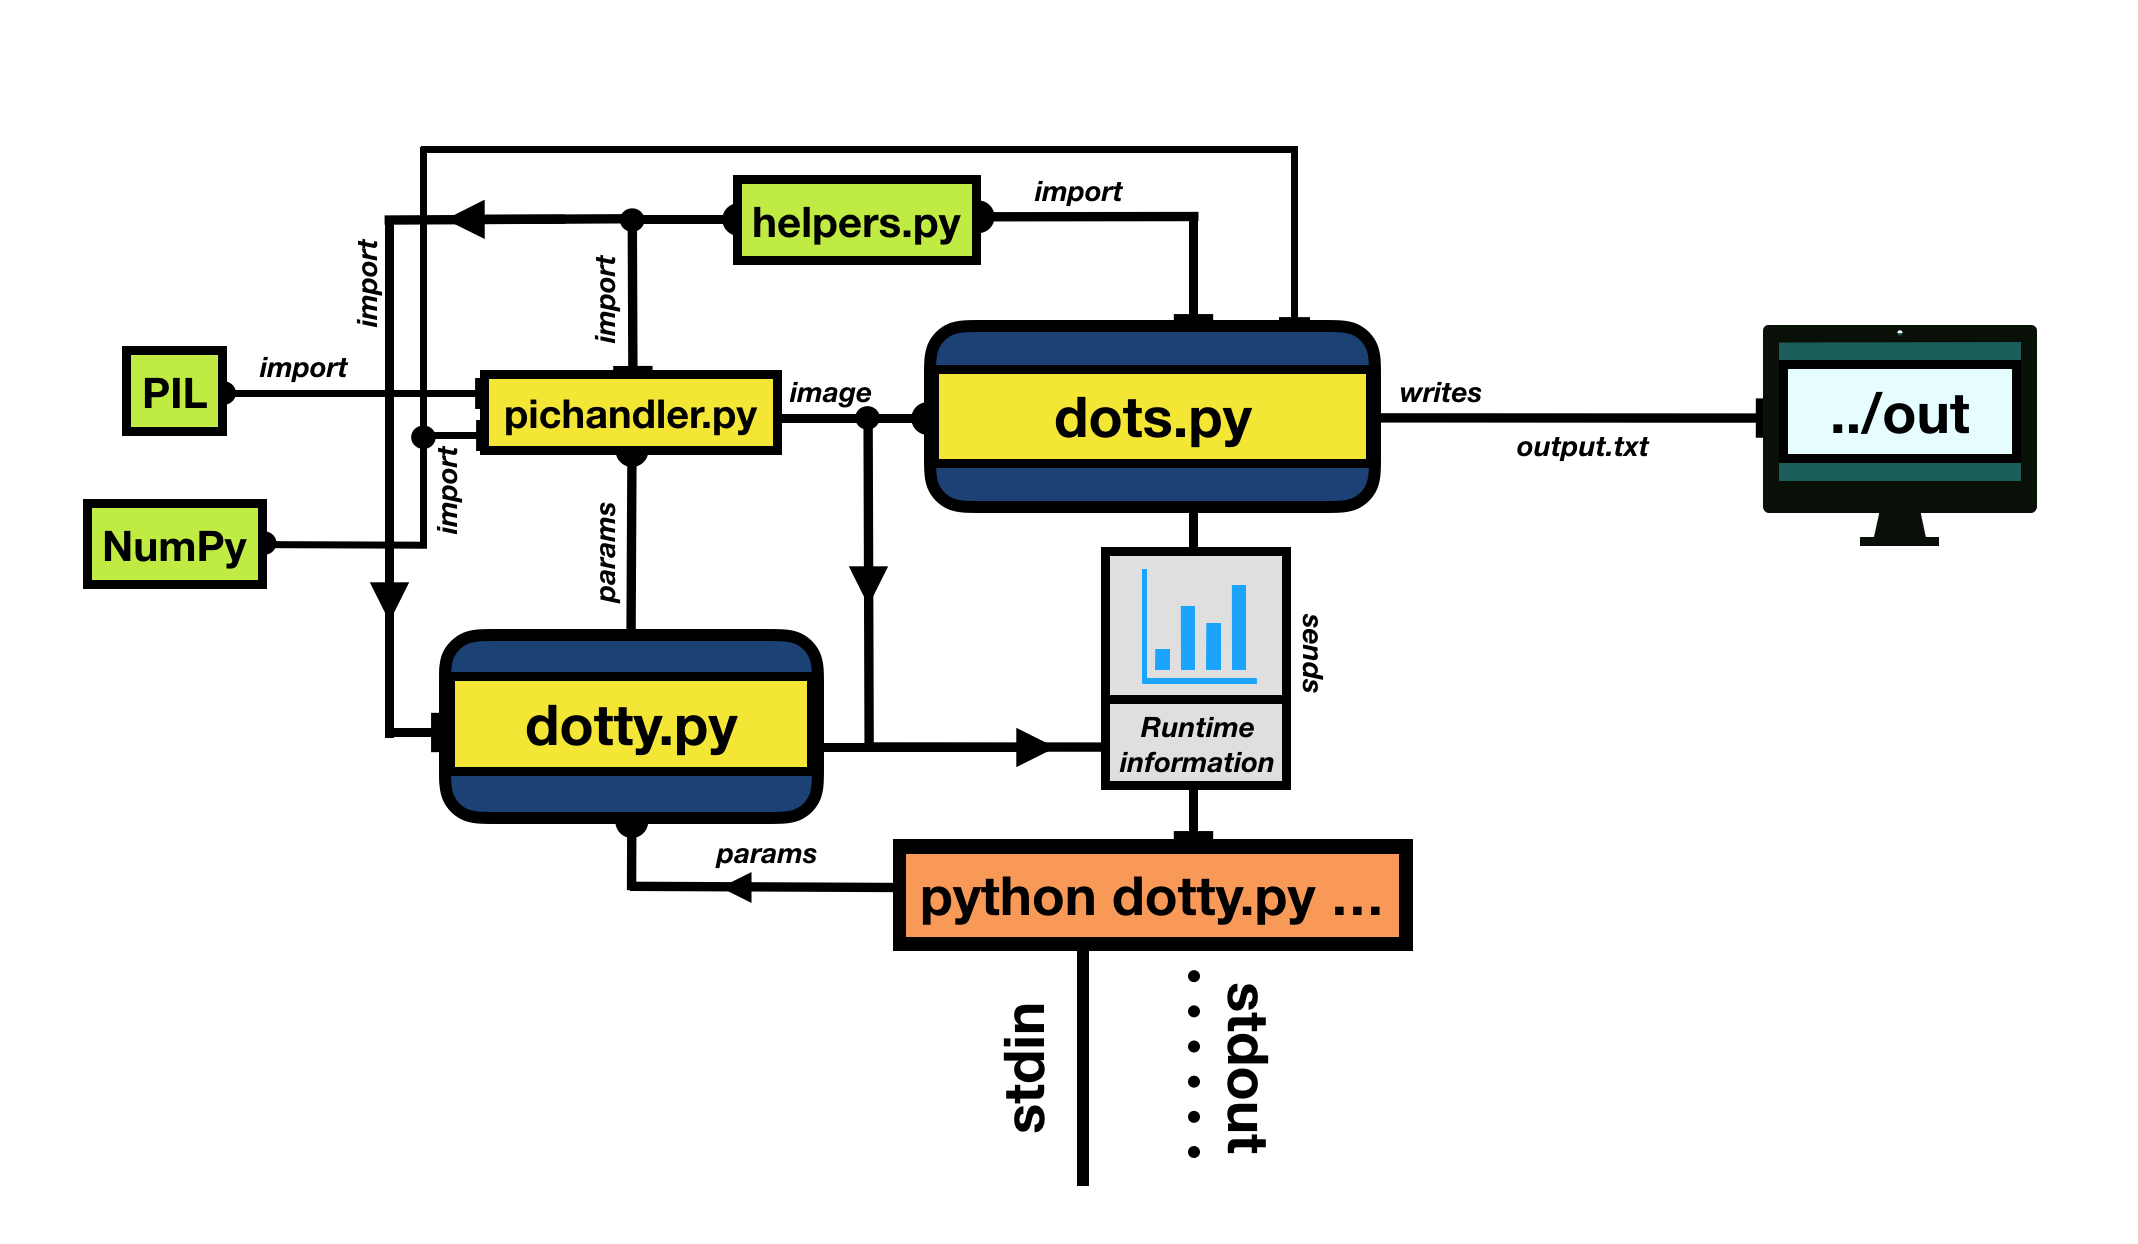 helpers.py
import
import
import
PIL
import
pichandler.py
image
dots.py
writes
output.txt
../out
import
NumPy
params
sends
dotty.py
Runtime
information
params
python dotty.py ...
stdin
stdout